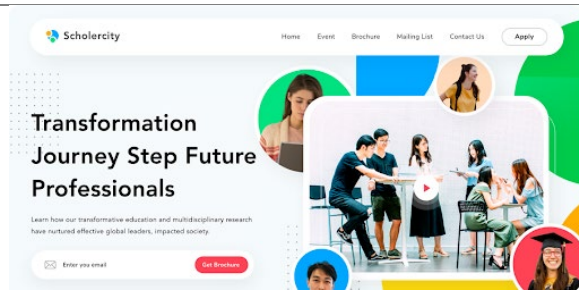 Scholercity
Home Event Brochure Mailing List Contact Us Apply
Transformation
Journey Step Future
Professionals
Learn how our transformative education and multidisciplinary research
have nurtured effective global leaders, impacted society.
Enter you email Get Brochure